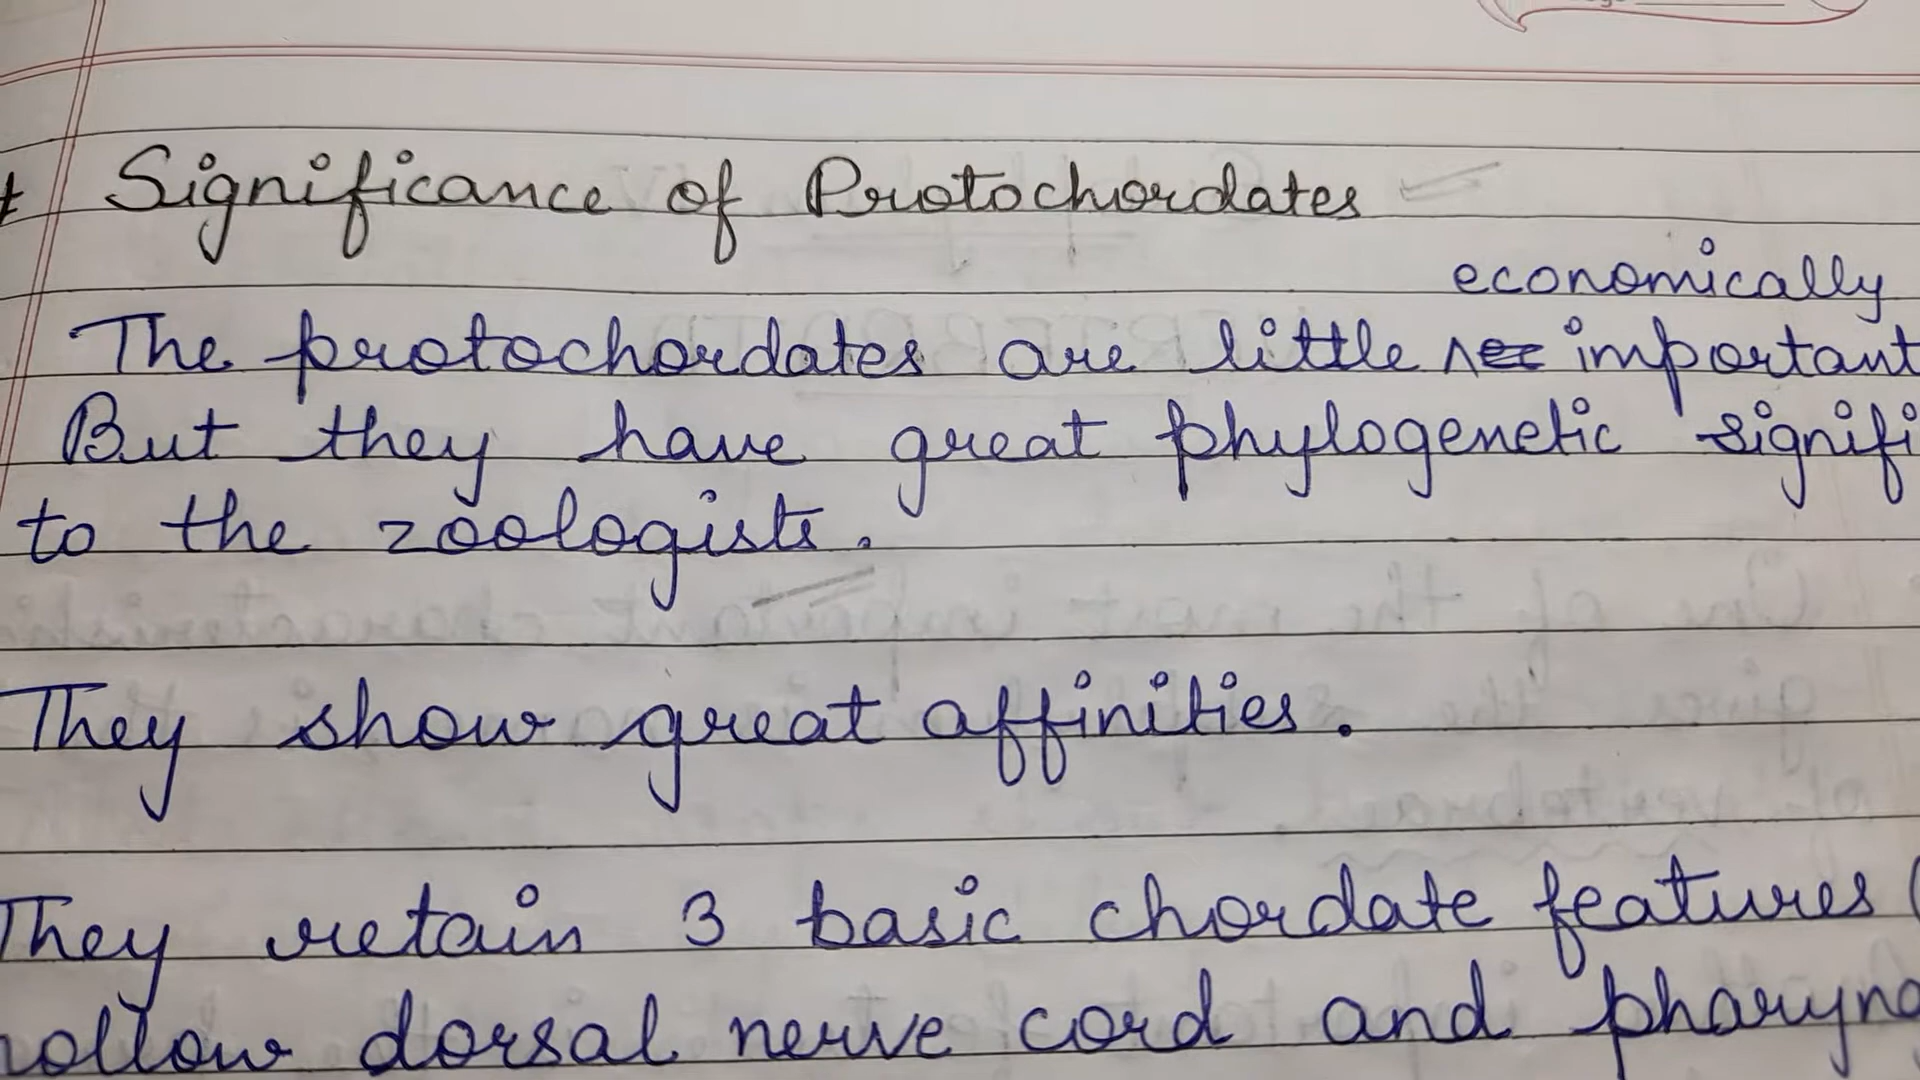 Significance of Protochordates
economically
The protochordates are little important
But they have great phylogenetic signifi
to the zoologists.
They show great affinities.
They retain 3 basic chordate features (
ollow dorsal nerve cord and pharyng